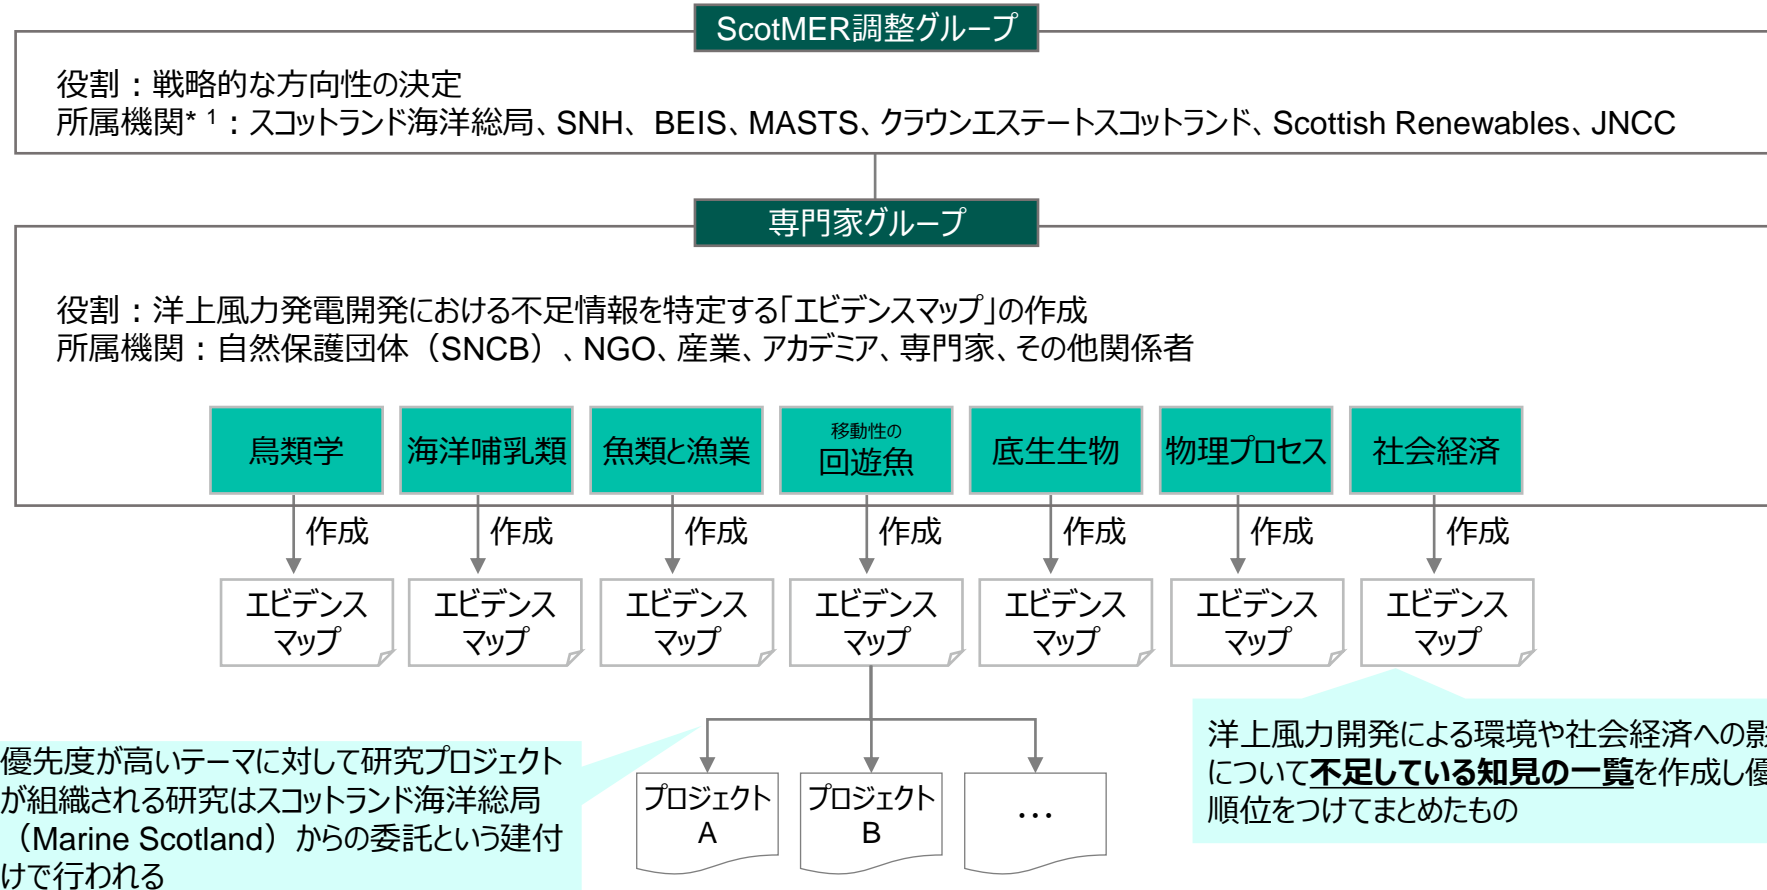 ScotMER調整グループ
役割：戦略的な方向性の決定
所属機関* 1：スコットランド海洋総局、SNH、 BEIS、MASTS、クラウンエステートスコットランド、Scottish Renewables、JNCC
専門家グループ
役割：洋上風力発電開発における不足情報を特定する「エビデンスマップ」の作成
所属機関：自然保護団体（SNCB）、NGO、産業、アカデミア、専門家、その他関係者
鳥類学
海洋哺乳類
魚類と漁業
移動性の
回遊魚
底生生物
物理プロセス
社会経済
作成
作成
作成
作成
作成
作成
作成
エビデンス
マップ
エビデンス
マップ
エビデンス
マップ
エビデンス
マップ
エビデンス
マップ
エビデンス
マップ
エビデンス
マップ
優先度が高いテーマに対して研究プロジェクト
が組織される研究はスコットランド海洋総局
（Marine Scotland）からの委託という建付
けで行われる
プロジェクト
A
プロジェクト
B
…
洋上風力開発による環境や社会経済への影
について不足している知見の一覧を作成し優
順位をつけてまとめたもの